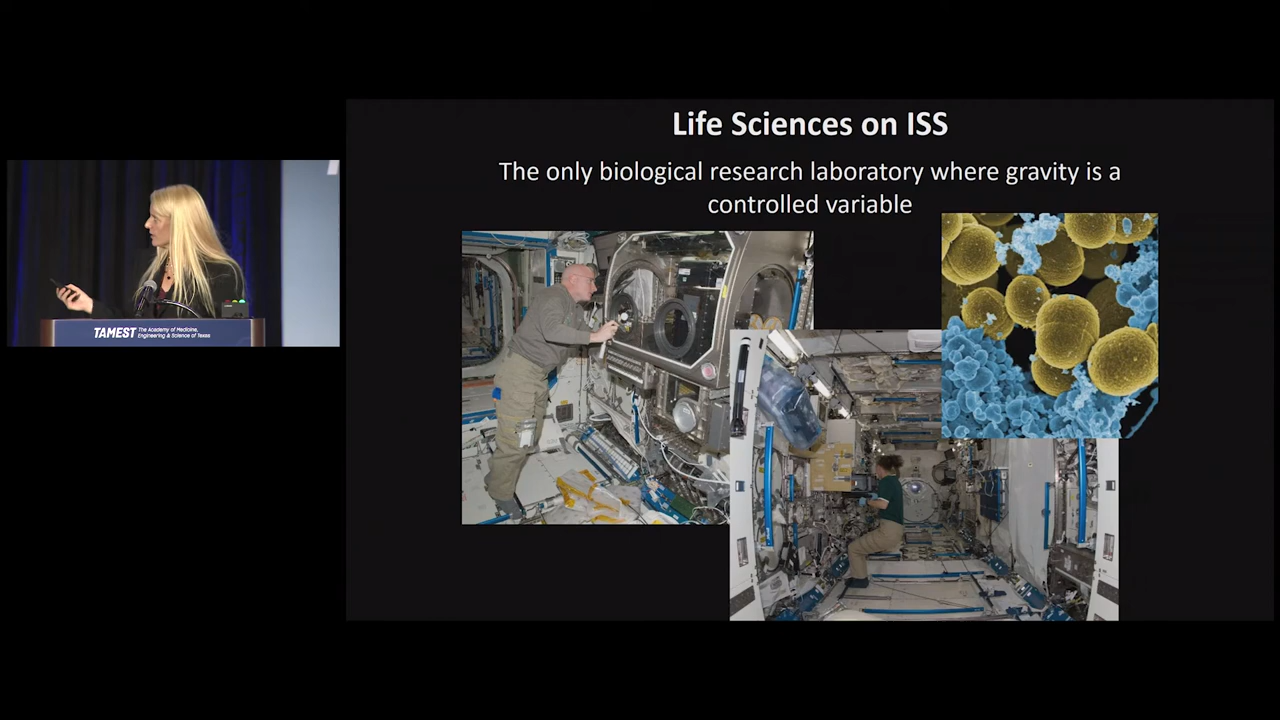 Life Sciences on ISS
The only biological research laboratory where gravity is a
controlled variable
TAMEST The Academy of Medicine,
Engineering & Science of Texas